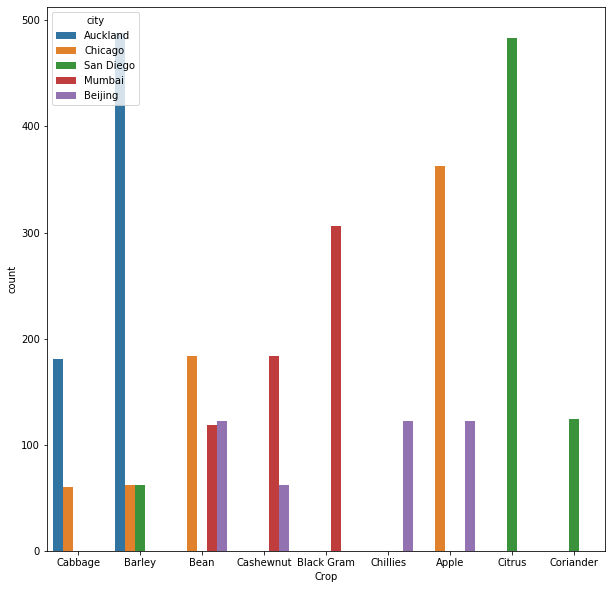 city
Auckland
Chicago
San Diego
Mumbai
Beijing
500
400
300
200
100
0
count
Cabbage Barley Bean Cashewnut Black Gram Chillies Apple Citrus Coriander
Crop